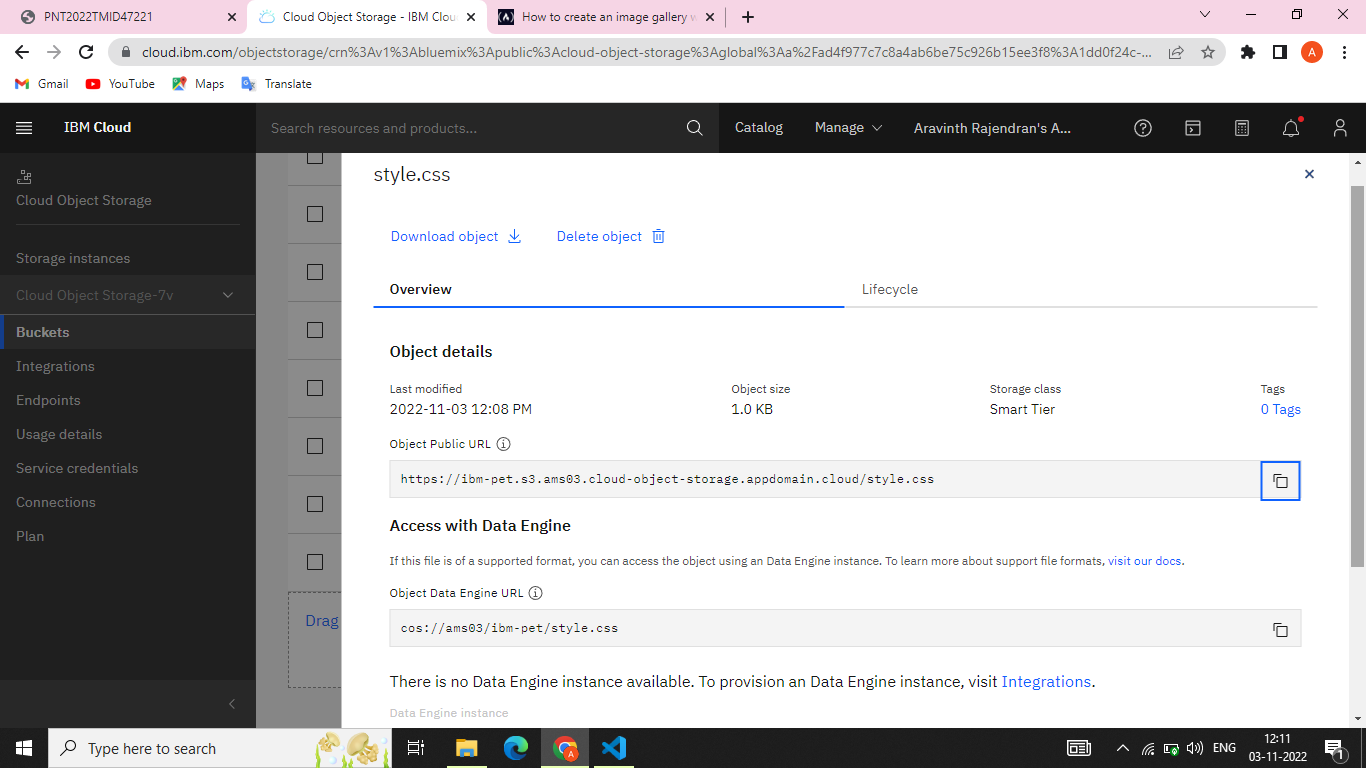 PNT2022TMID47221
Cloud Object Storage - IBM Clou
How to create an image gallery w
cloud.ibm.com/objectstorage/crn%3Av1%3Abluemix%3Apublic%3Acloud-object-storage%3Aglobal%3Aa%2Fad4f977c7c8a4ab6be75c926b15ee3f8%3A1dd0f24c-...
A
Gmail
YouTube
Maps
Translate
IBM Cloud
Search resources and products...
Catalog
Manage
Aravinth Rajendran's A...
Cloud Object Storage
Storage instances
Cloud Object Storage-7v
Buckets
Integrations
Endpoints
Usage details
Service credentials
Connections
Plan
Drag
style.css
Download object
Delete object
Overview
Lifecycle
Object details
Last modified
2022-11-03 12:08 PM
Object size
1.0 KB
Storage class
Smart Tier
Tags
0 Tags
Object Public URL
https://ibm-pet.s3.ams03.cloud-object-storage.appdomain.cloud/style.css
Access with Data Engine
If this file is of a supported format, you can access the object using an Data Engine instance. To learn more about support file formats, visit our docs.
Object Data Engine URL
cos://ams03/ibm-pet/style.css
There is no Data Engine instance available. To provision an Data Engine instance, visit Integrations.
Data Engine instance
Type here to search
A
ENG
12:11
03-11-2022
1